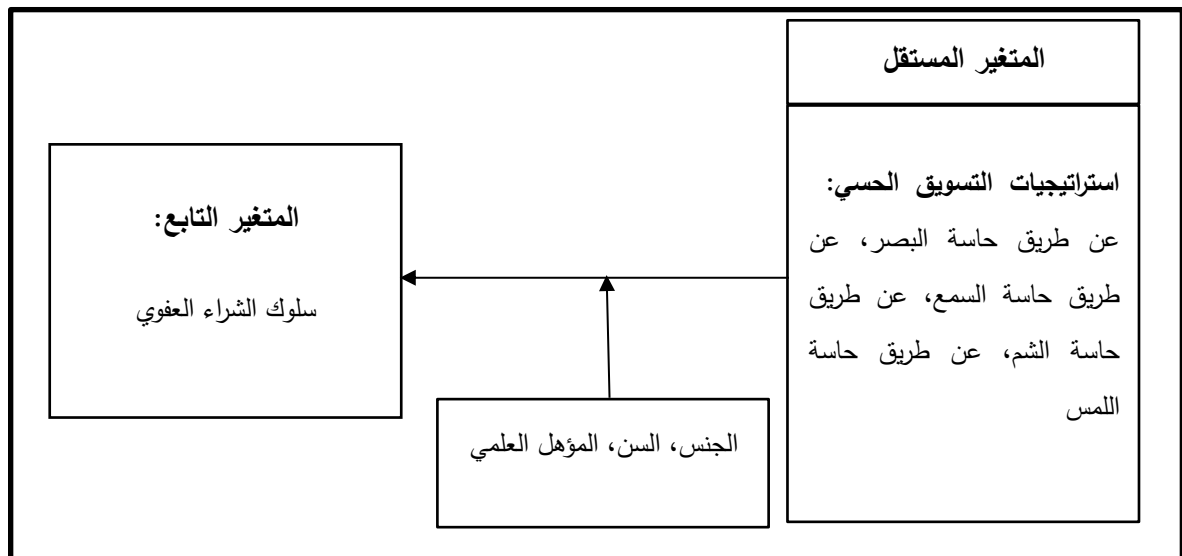 المتغير المستقل
استراتيجيات التسويق الحسي:
عن طريق حاسة البصر، عن
طريق حاسة السمع، عن طريق
حاسة الشم، عن طريق حاسة
اللمس
المتغير التابع:
سلوك الشراء العفوي
الجنس، السن، المؤهل العلمي